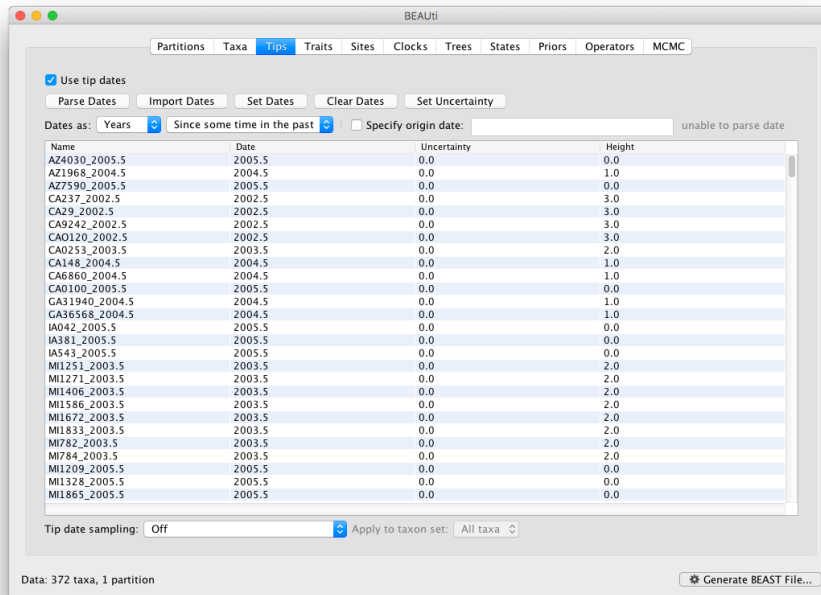 BEAUti
Partitions Taxa Tips Traits Sites Clocks Trees States Priors Operators MCMC
Use tip dates
Parse Dates Import Dates Set Dates Clear Dates Set Uncertainty
Dates as: Years Since some time in the past : Specify origin date: unable to parse date
Name Date Uncertainty Height
AZ4030_2005.5 2005.5 0.0 0.0
AZ1968_2004.5 2004.5 0.0 1.0
AZ7590_2005.5 2005.5 0.0 0.0
CA237_2002.5 2002.5 0.0 3.0
CA29_2002.5 2002.5 0.0 3.0
CA9242_2002.5 2002.5 0.0 3.0
CAO120_2002.5 2002.5 0.0 3.0
CA0253_2003.5 2003.5 0.0 2.0
CA148_2004.5 2004.5 0.0 1.0
CA6860_2004.5 2004.5 0.0 1.0
CA0100_2005.5 2005.5 0.0 0.0
GA31940_2004.5 2004.5 0.0 1.0
GA36568_2004.5 2004.5 0.0 1.0
IA042_2005.5 2005.5 0.0 0.0
IA381_2005.5 2005.5 0.0 0.0
IA543_2005.5 2005.5 0.0 0.0
MI1251_2003.5 2003.5 0.0 2.0
MI1271_2003.5 2003.5 0.0 2.0
MI1406_2003.5 2003.5 0.0 2.0
MI1586_2003.5 2003.5 0.0 2.0
MI1672_2003.5 2003.5 0.0 2.0
MI1833_2003.5 2003.5 0.0 2.0
MI782_2003.5 2003.5 0.0 2.0
MI784_2003.5 2003.5 0.0 2.0
MI1209_2005.5 2005.5 0.0 0.0
MI1328_2005.5 2005.5 0.0 0.0
MI1865_2005.5 2005.5 0.0 0.0
Tip date sampling: Off Apply to taxon set: All taxa
Data: 372 taxa, 1 partition Generate BEAST File...